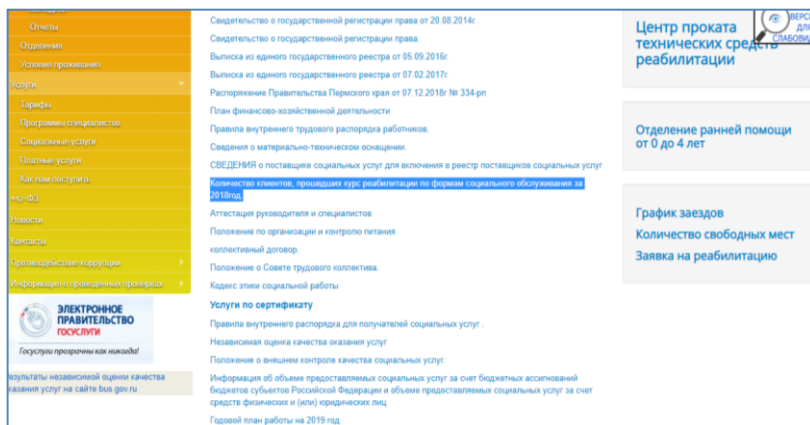 Отчеты
Отделения
Условия проживания
Услуги
Тарифы
Программы специалистов
Социальные услуги
Платные услуги
Как нам поступить
442-ФЗ
Новости
Контакты
Противодействие коррупции
Информация о проведенных проверках
ЭЛЕКТРОННОЕ
ПРАВИТЕЛЬСТВО
ГОСУСЛУГИ
Госуслуги прозрачны как никогда!
езультаты независимой оценки качества
казания услуг на сайте bus.gov.ru
Свидетельство о государственной регистрации права от 20.08.2014г.
Свидетельство о государственной регистрации права.
Выписка из единого государственного реестра от 05.09.2016г.
Выписка из единого государственного реестра от 07.02.2017г.
Распоряжение Правительства Пермского края от 07.12.2018г № 334-рп
План финансово-хозяйственной деятельности
Правила внутреннего трудового распорядка работников.
Сведения о материально-техническом оснащении.
СВЕДЕНИЯ о поставщике социальных услуг для включения в реестр поставщиков социальных услуг
Количество клиентов, прошедших курс реабилитации по формам социального обслуживания за
2018год.
Аттестация руководителя и специалистов
Положение по организации и контролю питания
коллективный договор.
Положение о Совете трудового коллектива.
Кодекс этики социальной работы
Услуги по сертификату
Правила внутреннего распорядка для получателей социальных услуг .
Независимая оценка качества оказания услуг
Положение о внешнем контроле качества социальных услуг.
Информация об объеме предоставляемых социальных услуг за счет бюджетных ассигнований
бюджетов субъектов Российской Федерации и объеме предоставляемых социальных услуг за счет
средств физических и (или) юридических лиц
Годовой план работы на 2019 год.
Центр проката
технических средств
реабилитации
ВЕРС
ДЛЯ
СЛАБОВИД
Отделение ранней помощи
от 0 до 4 лет
График заездов
Количество свободных мест
Заявка на реабилитацию